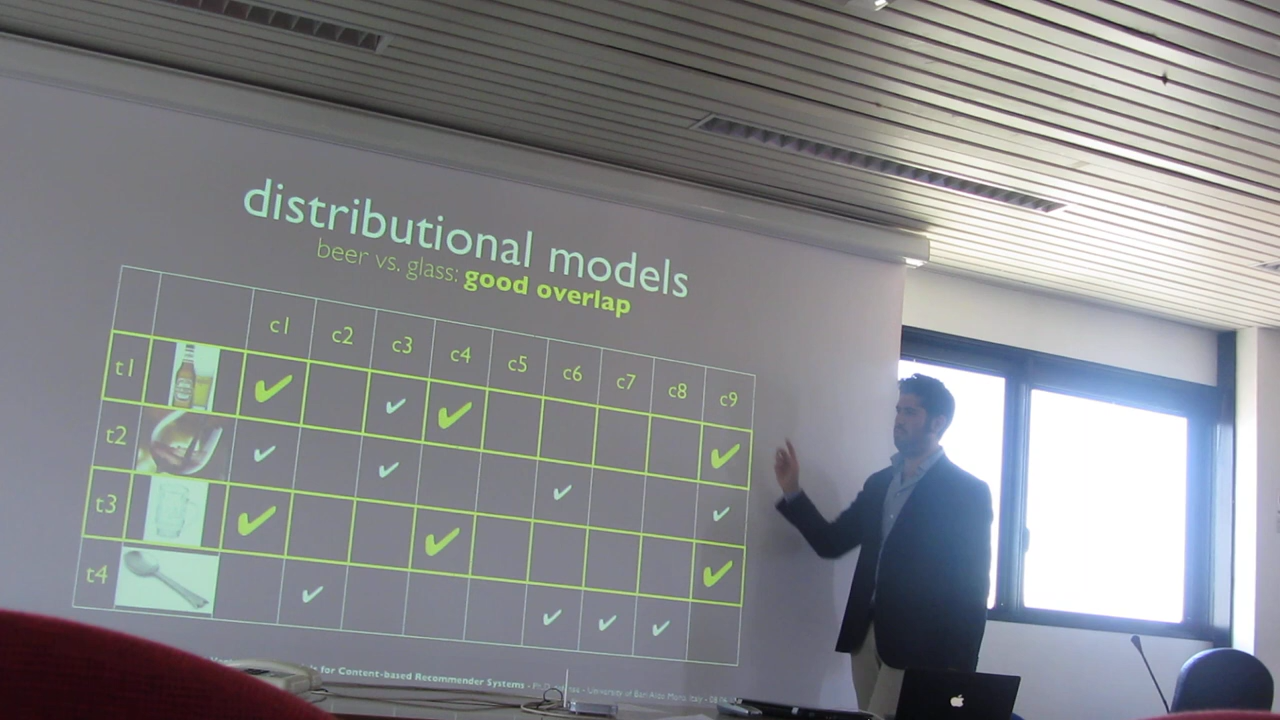 distributional models
beer vs. glass: good overlap
c1 c2 c3 c4 c5 c6 c7 c8 c9
t1
t2
t3
t4
for Content-based Recommender Systems - University of Bari Aldo Moro, Italy -